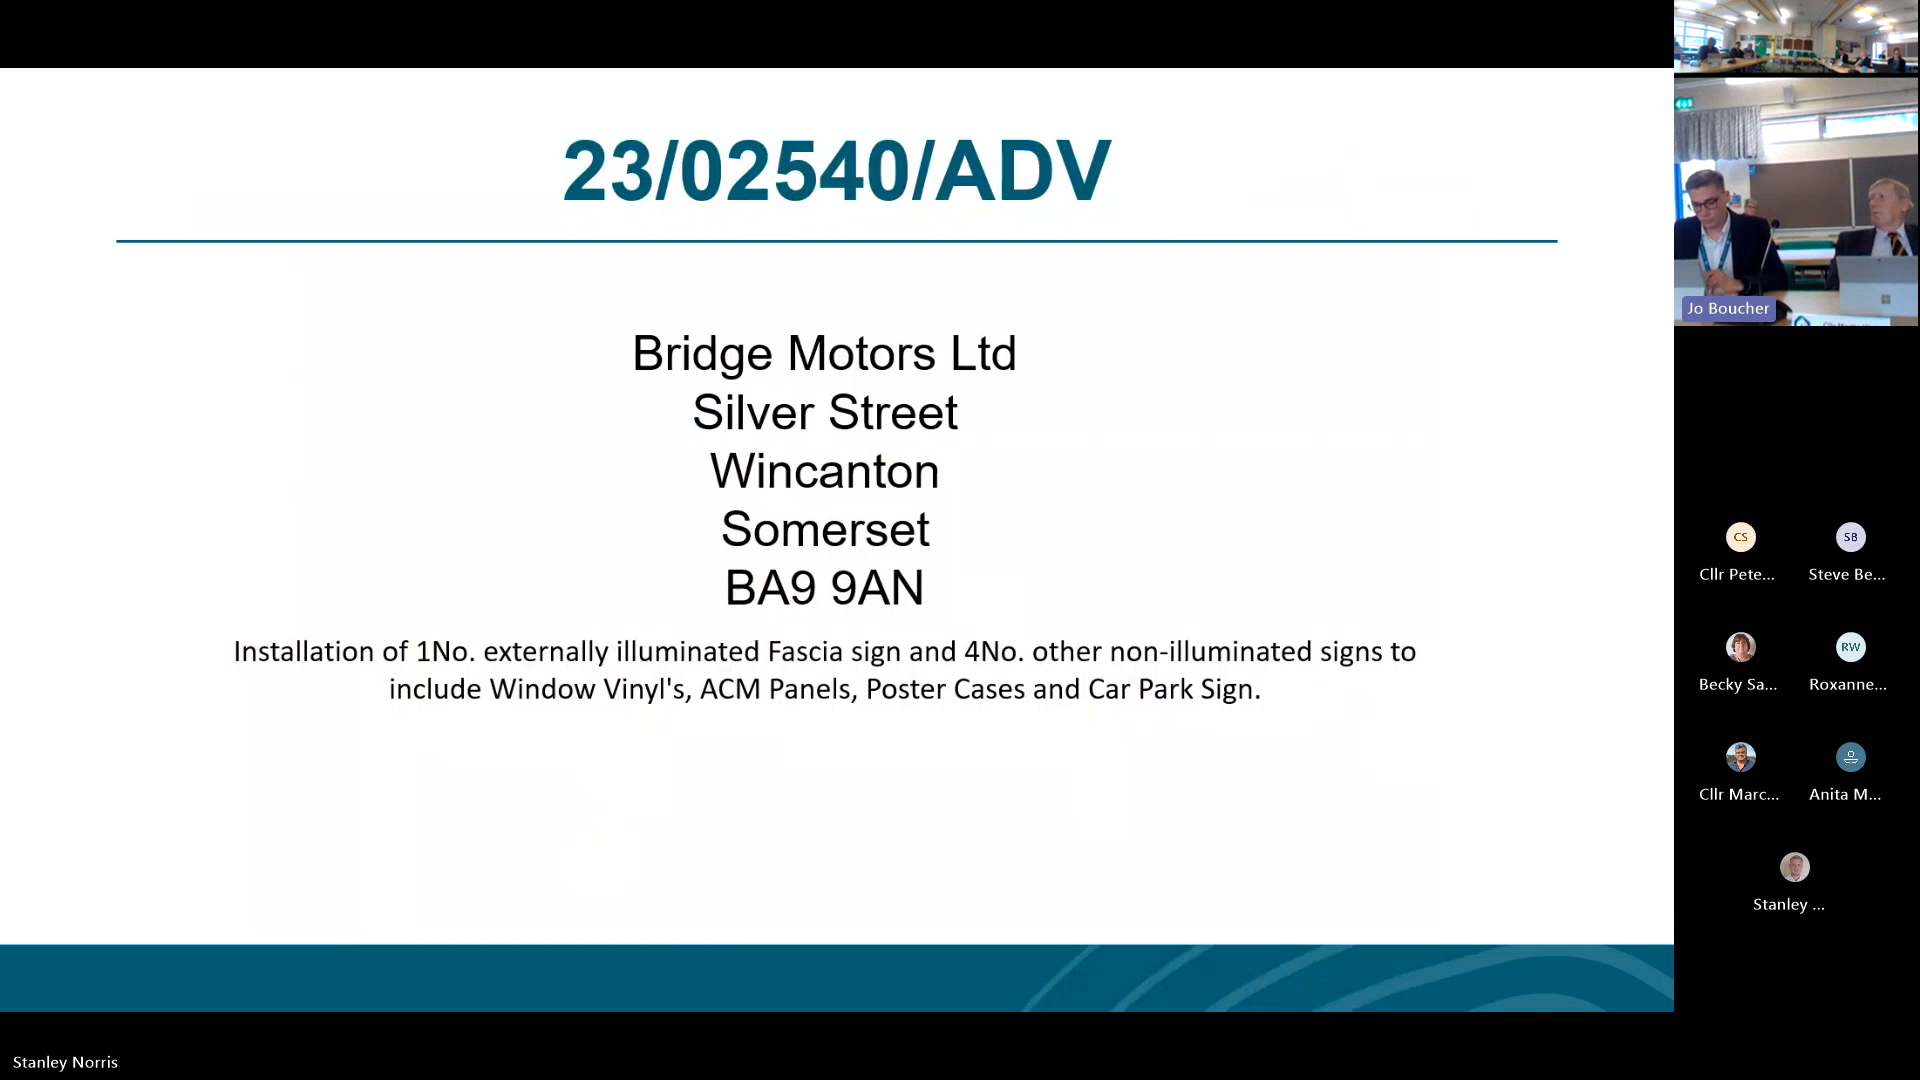 23/02540/ADV
Bridge Motors Ltd
Silver Street
Wincanton
Somerset
BA9 9AN
Installation of 1No. externally illuminated Fascia sign and 4No. other non-illuminated signs to
include Window Vinyl's, ACM Panels, Poster Cases and Car Park Sign.
Jo Boucher
CS
SB
Cllr Pete...
Steve Be...
RW
Becky Sa...
Roxanne...
Cllr Marc...
Anita M...
Stanley ...
Stanley Norris